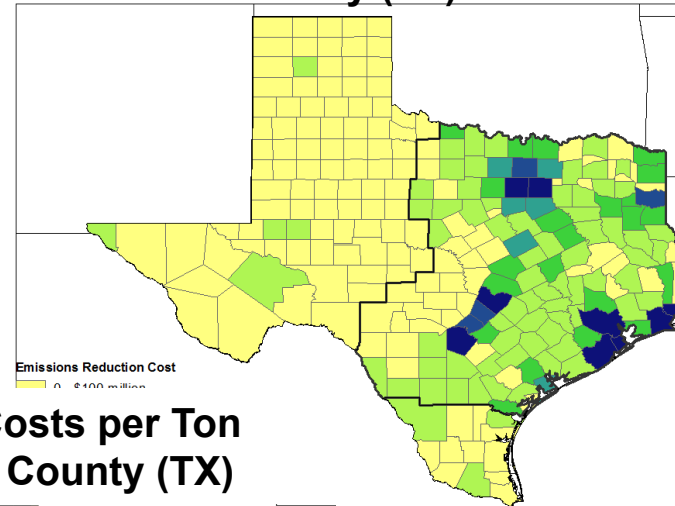 Emissions Reduction Cost
0 - $100 million
Costs per Ton
County (TX)